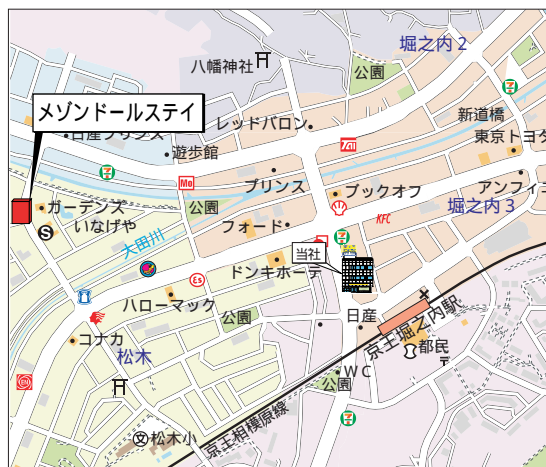 堀之内2
八幡神社
公園
メゾンドールステイ
日産プリンス
レッドバロン
新道橋
東京トヨタ
遊歩館
プリンス
ブックオフ
アンフィニ
Mo
公園
KFC
堀之内3
ガーデンズ
いなげや
S
大田川
フォード
当社
ドンキホーテ
Es
ハローマック
公園
日産
京王堀之内駅
コナカ
松木
都民
WC
公園
EN
文
松木小
京王相模原線